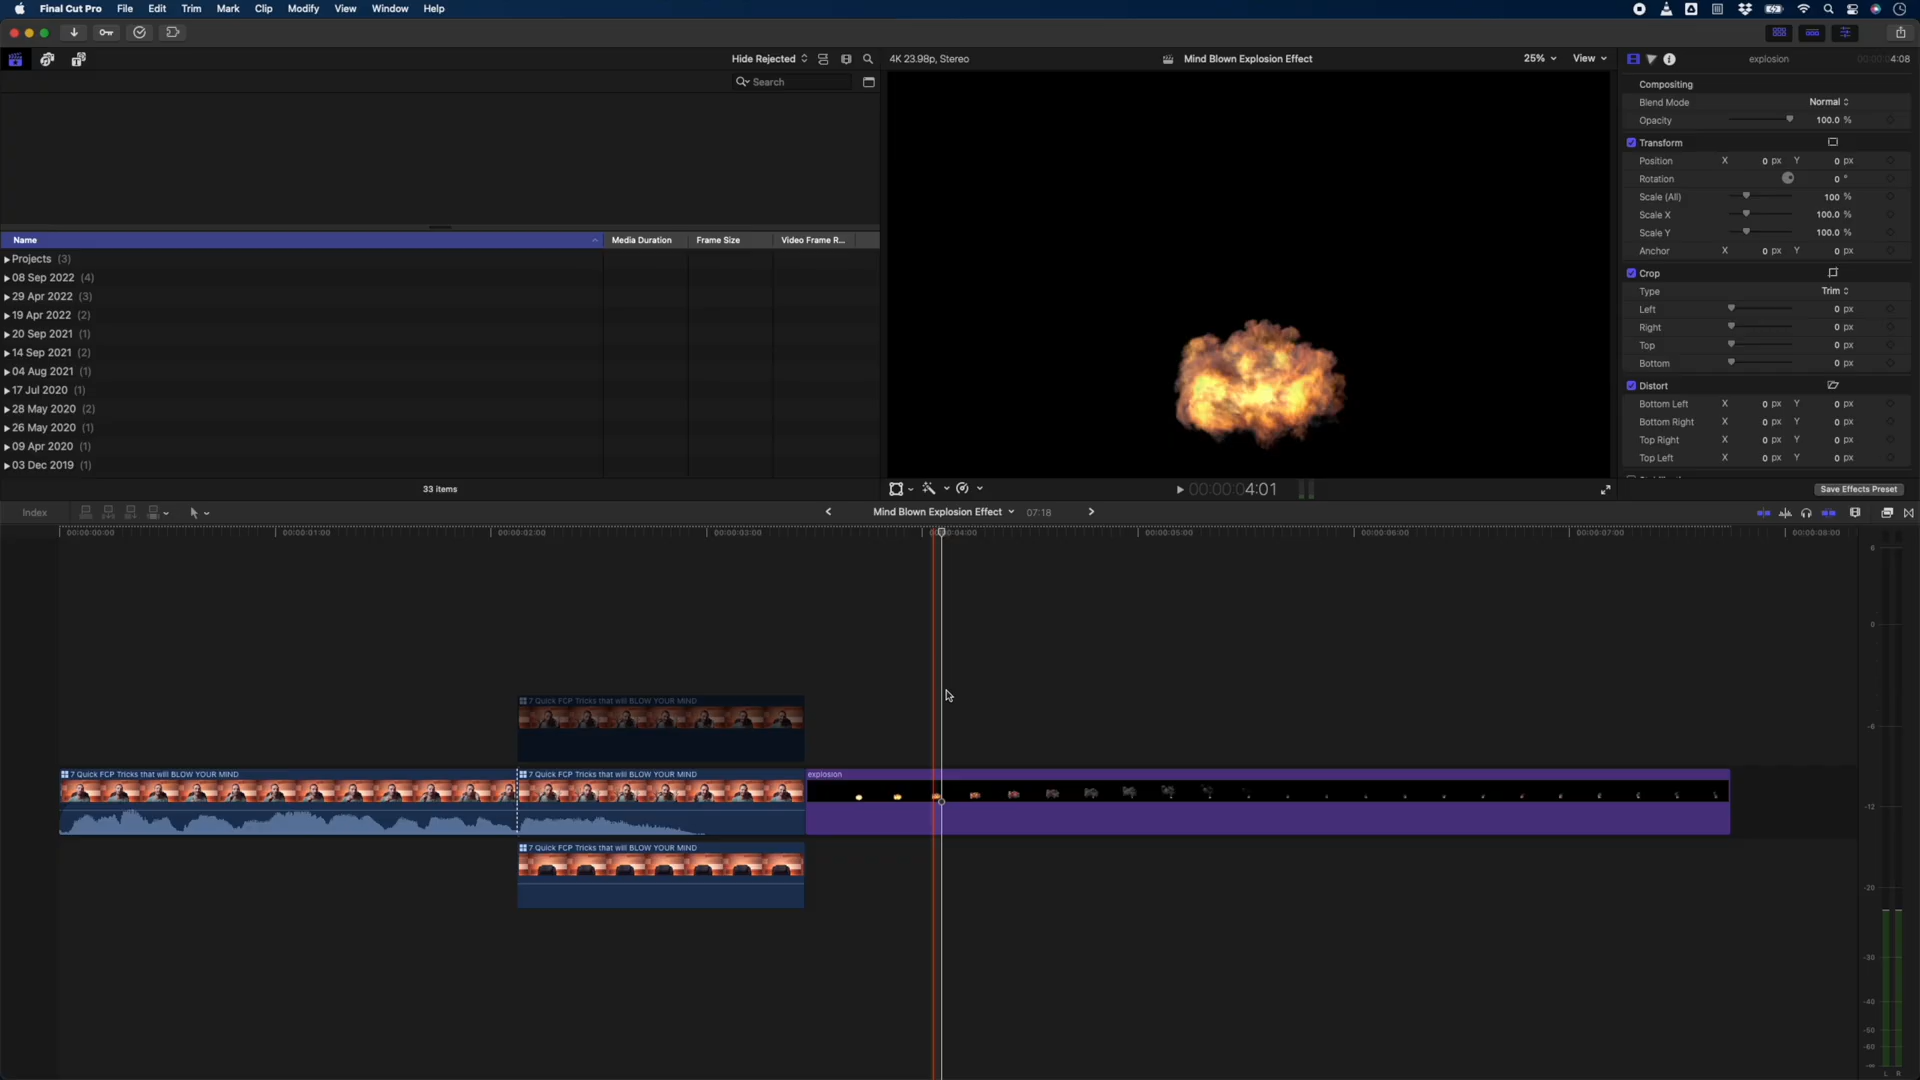 Final Cut Pro File Edit Trim Mark Clip Modify View Window Help
Hide Rejected
4K 23.98p, Stereo
Mind Blown Explosion Effect
25%
View
explosion
4:08
Search
Compositing
Blend Mode Normal
Opacity 100.0 %
Transform
Position X 0 px Y 0 px
Rotation 0 °
Scale (All) 100 %
Scale X 100.0 %
Scale Y 100.0 %
Anchor X 0 px Y 0 px
Crop
Type Trim
Left 0 px
Right 0 px
Top 0 px
Bottom 0 px
Distort
Bottom Left X 0 px Y 0 px
Bottom Right X 0 px Y 0 px
Top Right X 0 px Y 0 px
Top Left X 0 px Y 0 px
Save Effects Preset
Name Media Duration Frame Size Video Frame R...
Projects (3)
08 Sep 2022 (4)
29 Apr 2022 (3)
19 Apr 2022 (2)
20 Sep 2021 (1)
14 Sep 2021 (2)
04 Aug 2021 (1)
17 Jul 2020 (1)
28 May 2020 (2)
26 May 2020 (1)
09 Apr 2020 (1)
03 Dec 2019 (1)
33 items
00:00:04:01
Index
Mind Blown Explosion Effect 07:18
00:00:00:00 00:00:01:00 00:00:02:00 00:00:03:00 00:00:04:00 00:00:05:00 00:00:06:00 00:00:07:00 00:00:08:00
7 Quick FCP Tricks that will BLOW YOUR MIND
7 Quick FCP Tricks that will BLOW YOUR MIND
7 Quick FCP Tricks that will BLOW YOUR MIND
explosion
7 Quick FCP Tricks that will BLOW YOUR MIND
6
0
-6
-12
-20
-30
-40
-50
-60
-∞
L R